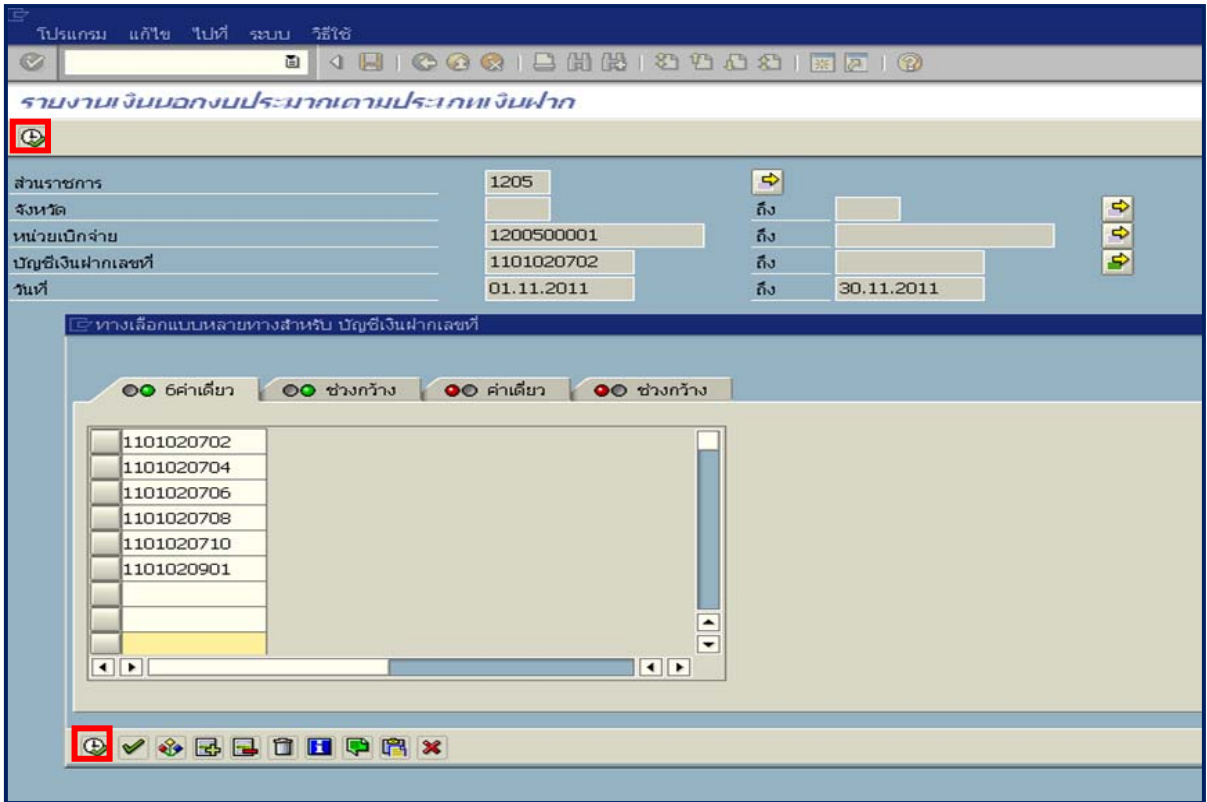 โปรแกรม แก้ไข ไปที่ ระบบ วิธีใช้
รายงานเงินนอกงบประมาณตามประเภทเงินฝาก
ส่วนราชการ 1205
จังหวัด ถึง
หน่วยเบิกจ่าย 1200500001 ถึง
บัญชีเงินฝากเลขที่ 1101020702 ถึง
วันที่ 01.11.2011 ถึง 30.11.2011
ทางเลือกแบบหลายทางสำหรับ บัญชีเงินฝากเลขที่
6ค่าเดียว ช่วงกว้าง ค่าเดียว ช่วงกว้าง
1101020702
1101020704
1101020706
1101020708
1101020710
1101020901